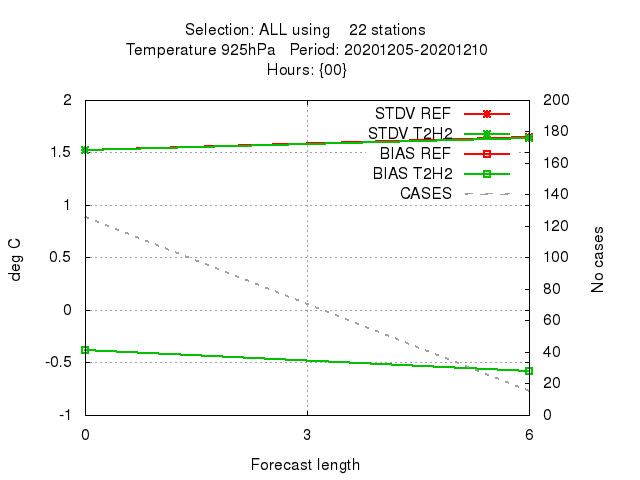 Selection: ALL using    22 stations
Temperature 925hPa   Period: 20201205-20201210
Hours: {00}
STDV REF
STDV T2H2
BIAS REF
BIAS T2H2
CASES
2
1.5
1
0.5
0
-0.5
-1
200
180
160
140
120
100
80
60
40
20
0
deg C
No cases
0 3 6
Forecast length